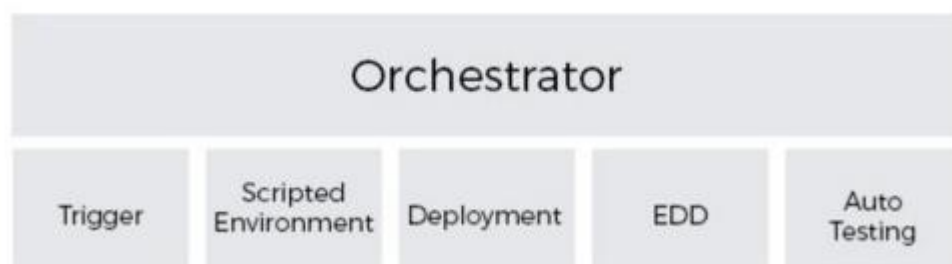 Orchestrator
Trigger
Scripted
Environment
Deployment
EDD
Auto
Testing